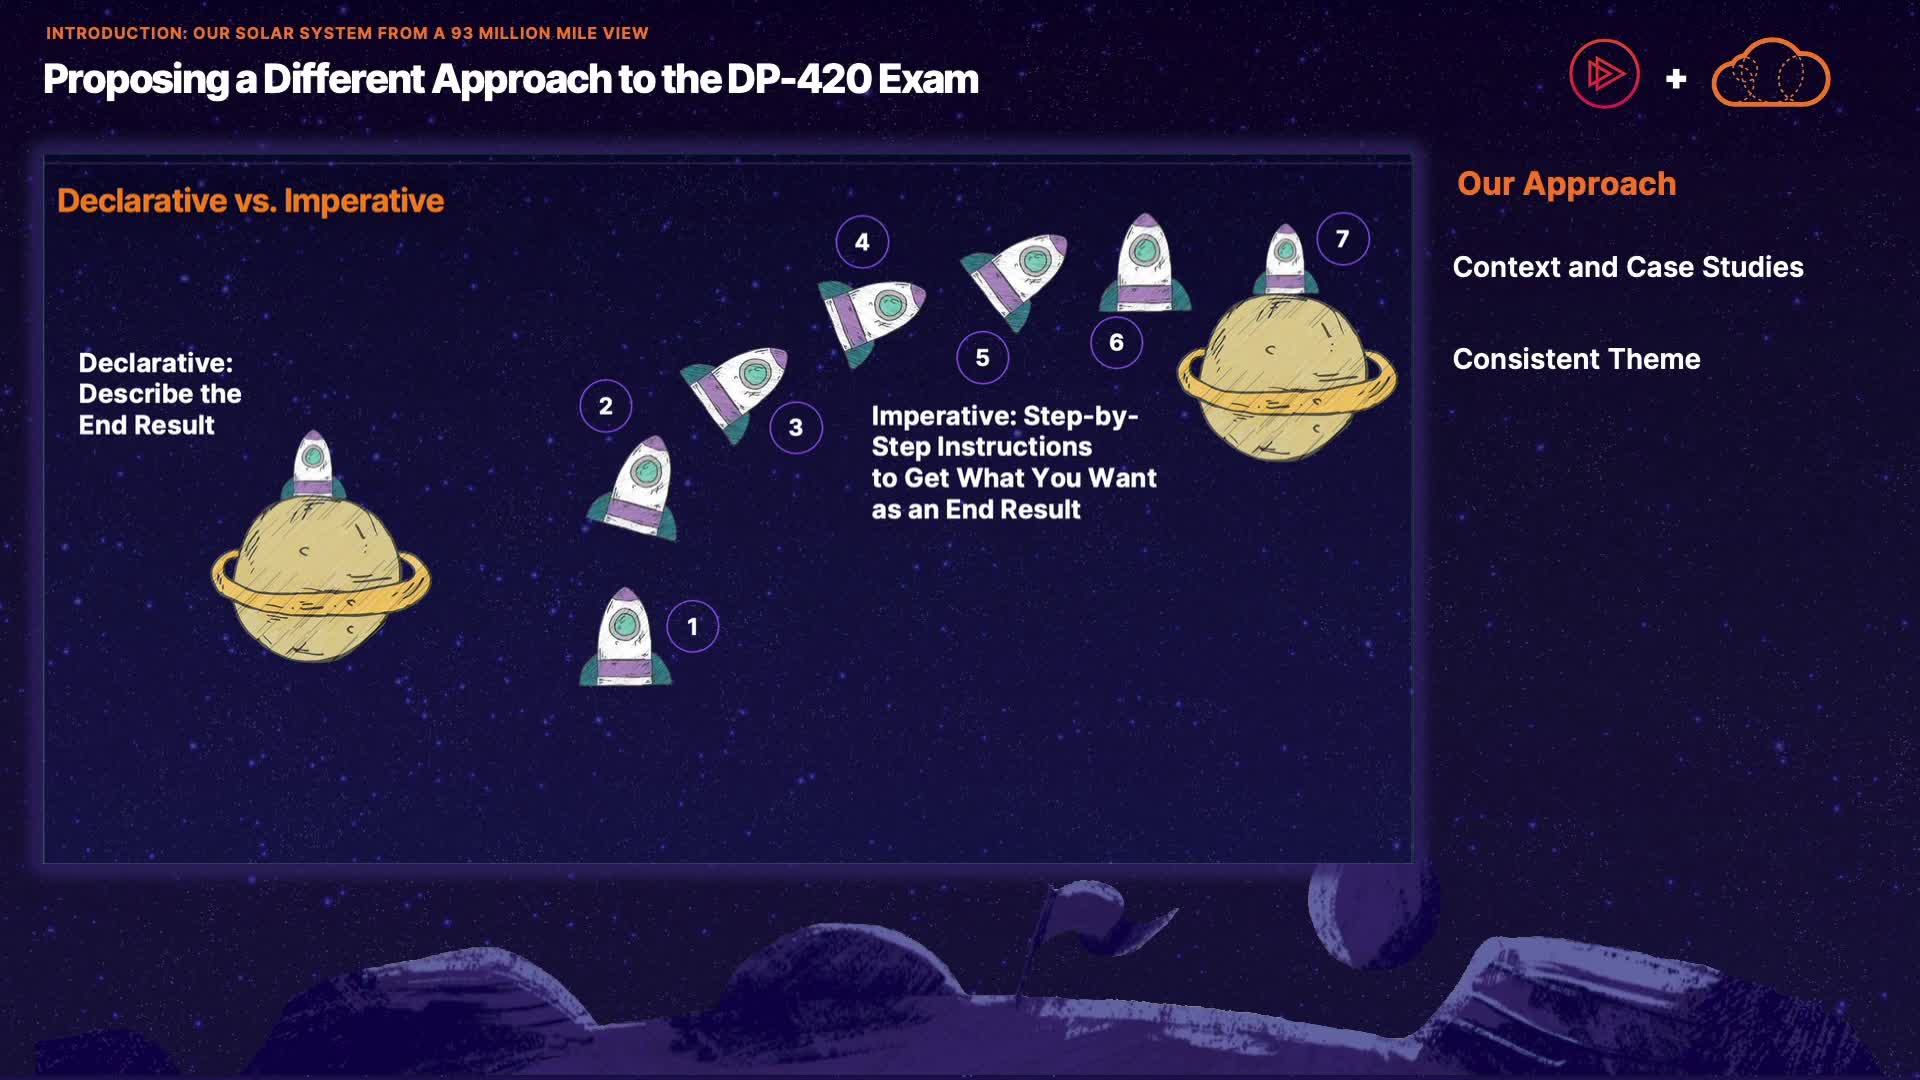 INTRODUCTION: OUR SOLAR SYSTEM FROM A 93 MILLION MILE VIEW
Proposing a Different Approach to the DP-420 Exam
+
Declarative vs. Imperative
Declarative:
Describe the
End Result
1
2
3
4
5
6
7
Imperative: Step-by-
Step Instructions
to Get What You Want
as an End Result
Our Approach
Context and Case Studies
Consistent Theme